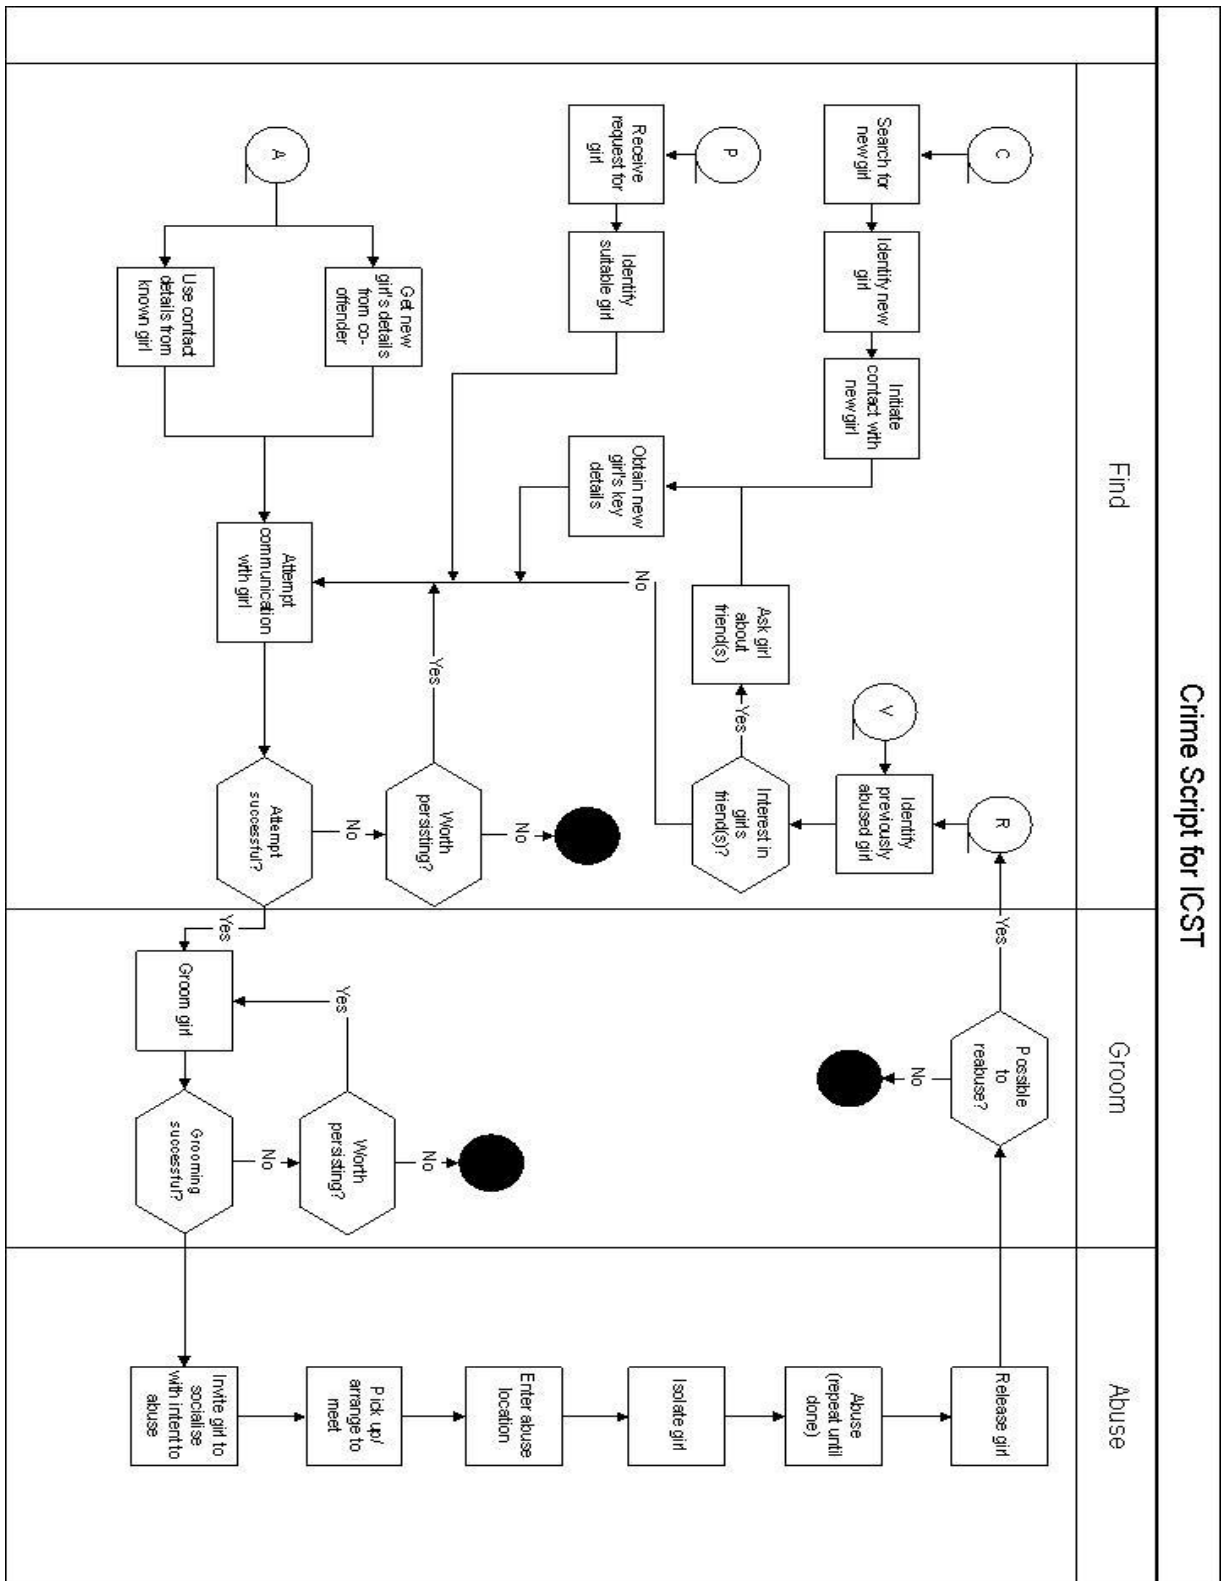 Crime Script for ICST
Find
Groom
Abuse
C
Search for
new girl
Identify new
girl
Initiate
contact with
new girl
R
Yes
Possible
to
reabuse?
No
Release girl
V
Identify
previously
abused girl
Interest in
girl's
friend(s)?
Yes
Ask girl
about
friend(s)
No
Abuse
(repeat until
done)
P
Receive
request for
girl
Identify
suitable girl
Obtain new
girl's key
details
Isolate girl
Enter abuse
location
A
Get new
girl's details
from co-
offender
Use contact
details from
known girl
Attempt
communication
with girl
Yes
Worth
persisting?
No
No
Attempt
successful?
Yes
Groom girl
Yes
Worth
persisting?
No
No
Grooming
successful?
Pick up/
arrange to
meet
Invite girl to
socialise
with intent to
abuse